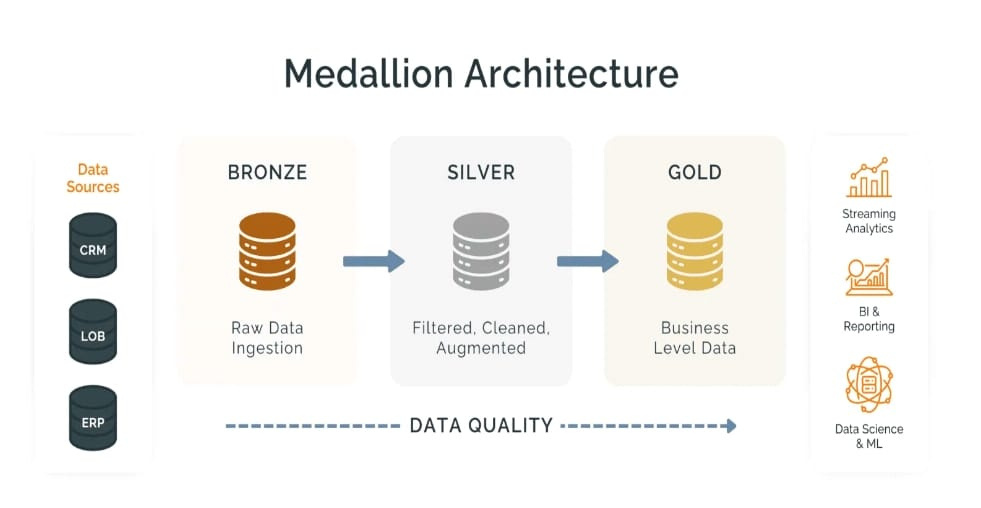 Medallion Architecture
Data
Sources
CRM
LOB
ERP
BRONZE
Raw Data
Ingestion
SILVER
Filtered, Cleaned,
Augmented
GOLD
Business
Level Data
DATA QUALITY
Streaming
Analytics
BI &
Reporting
Data Science
& ML